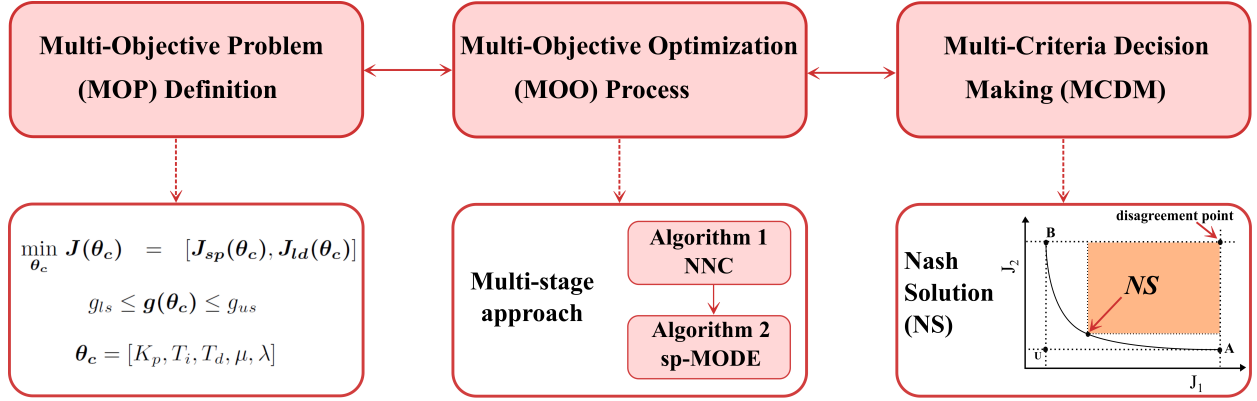 Multi-Objective Problem
(MOP) Definition
Multi-Objective Optimization
(MOO) Process
Multi-Criteria Decision
Making (MCDM)
min J(θc) = [Jsp(θc), Jld(θc)]
θc
gls ≤ g(θc) ≤ gus
θc = [Kp, Ti, Td, μ, λ]
Multi-stage
approach
Algorithm 1
NNC
Algorithm 2
sp-MODE
Nash
Solution
(NS)
disagreement point
B
J2
NS
U
A
J1